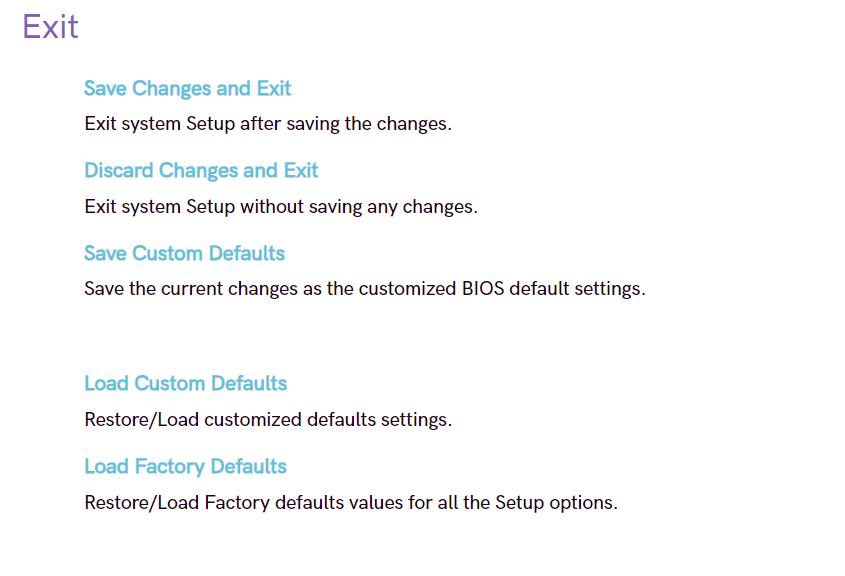 Exit
Save Changes and Exit
Exit system Setup after saving the changes.
Discard Changes and Exit
Exit system Setup without saving any changes.
Save Custom Defaults
Save the current changes as the customized BIOS default settings.
Load Custom Defaults
Restore/Load customized defaults settings.
Load Factory Defaults
Restore/Load Factory defaults values for all the Setup options.